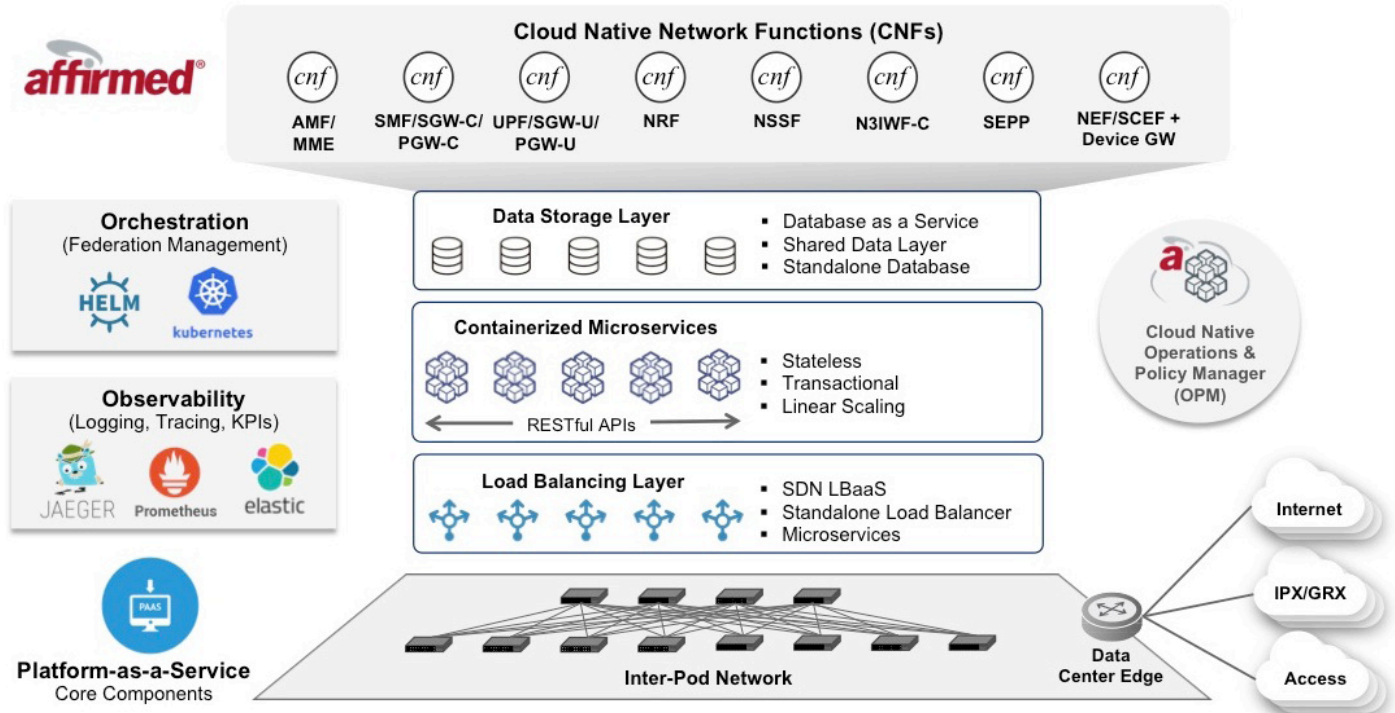 affirmed®
Cloud Native Network Functions (CNFs)
cnf cnf cnf cnf cnf cnf cnf cnf
AMF/
MME
SMF/SGW-C/
PGW-C
UPF/SGW-U/
PGW-U
NRF
NSSF
N3IWF-C
SEPP
NEF/SCEF +
Device GW
Orchestration
(Federation Management)
HELM
kubernetes
Observability
(Logging, Tracing, KPIs)
JAEGER
Prometheus
elastic
PAAS
Platform-as-a-Service
Core Components
Data Storage Layer
▪ Database as a Service
▪ Shared Data Layer
▪ Standalone Database
Containerized Microservices
RESTful APIs
▪ Stateless
▪ Transactional
▪ Linear Scaling
Load Balancing Layer
▪ SDN LBaaS
▪ Standalone Load Balancer
▪ Microservices
Inter-Pod Network
a
Cloud Native
Operations &
Policy Manager
(OPM)
Data
Center Edge
Internet
IPX/GRX
Access